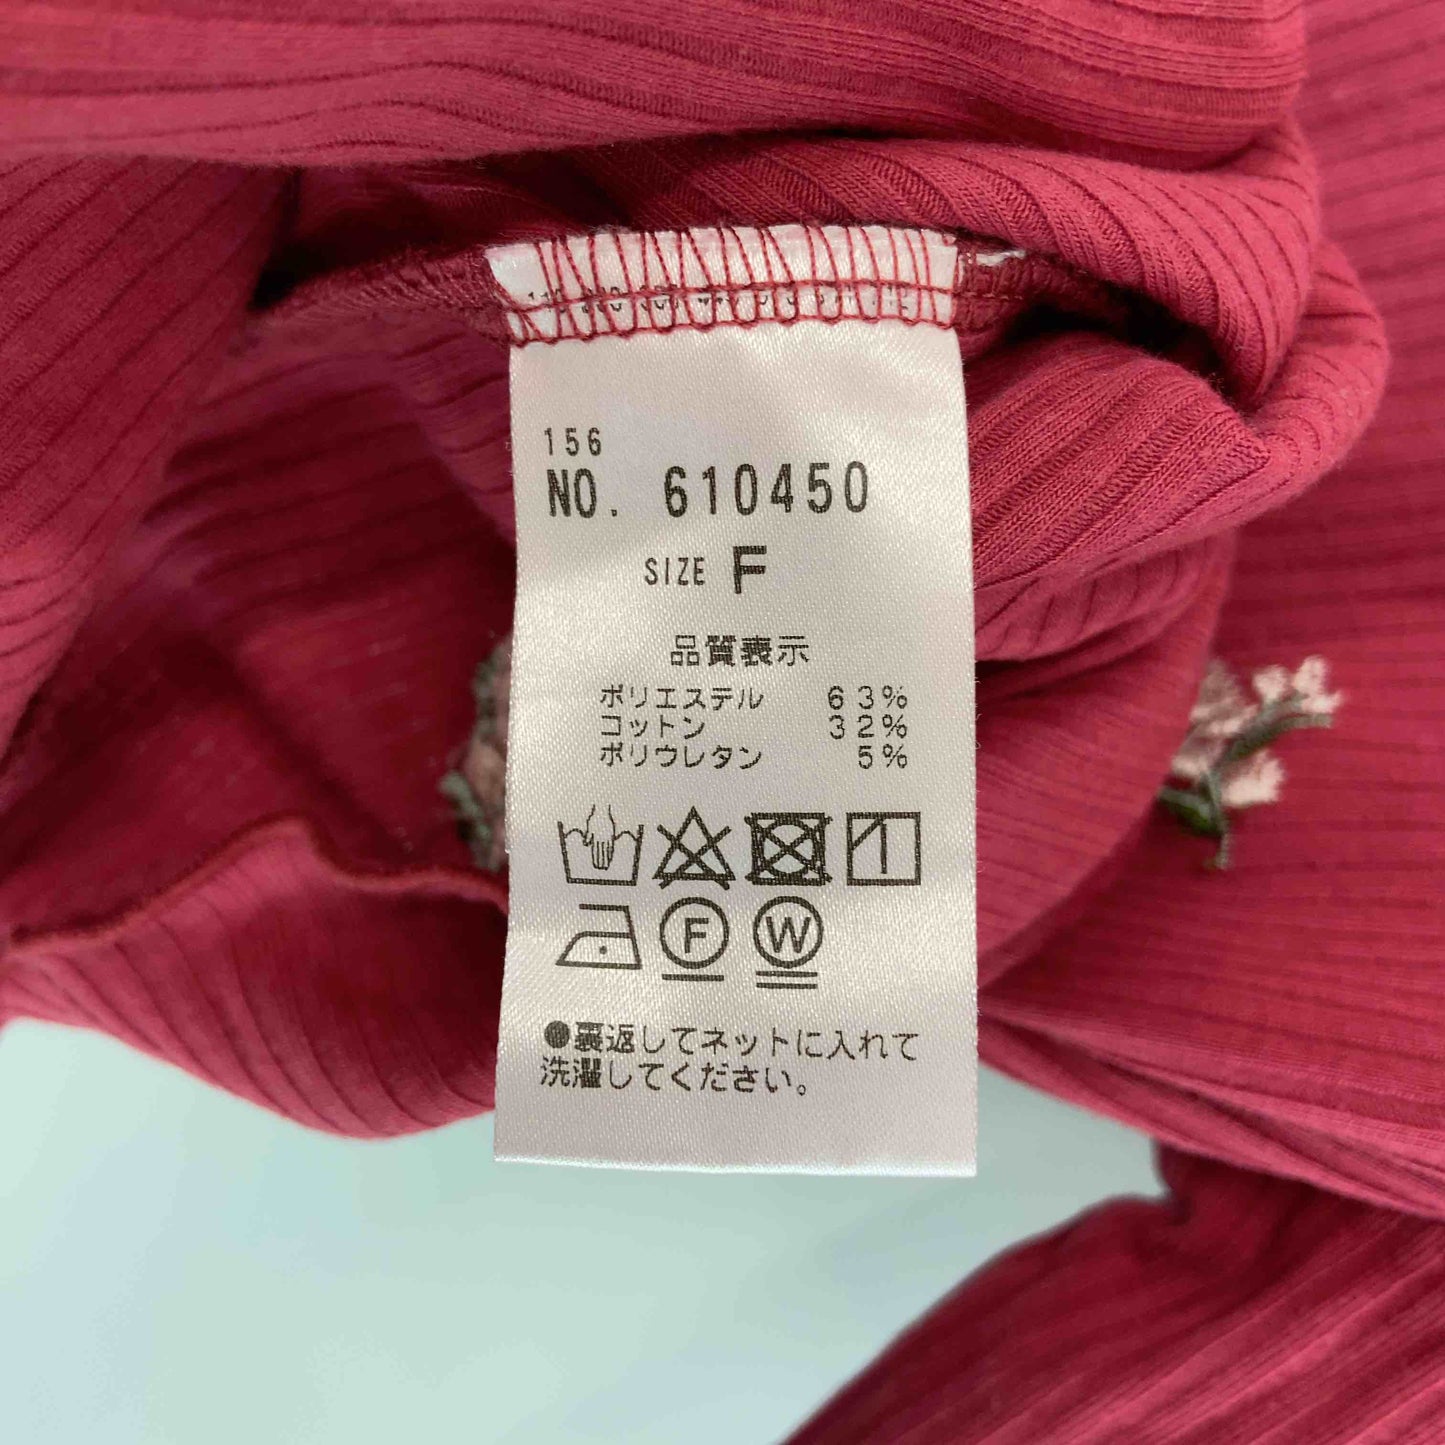 156
NO. 610450
SIZE F
品質表示
ポリエステル 63%
コットン 32%
ポリウレタン 5%
F W
●裏返してネットに入れて
洗濯してください。